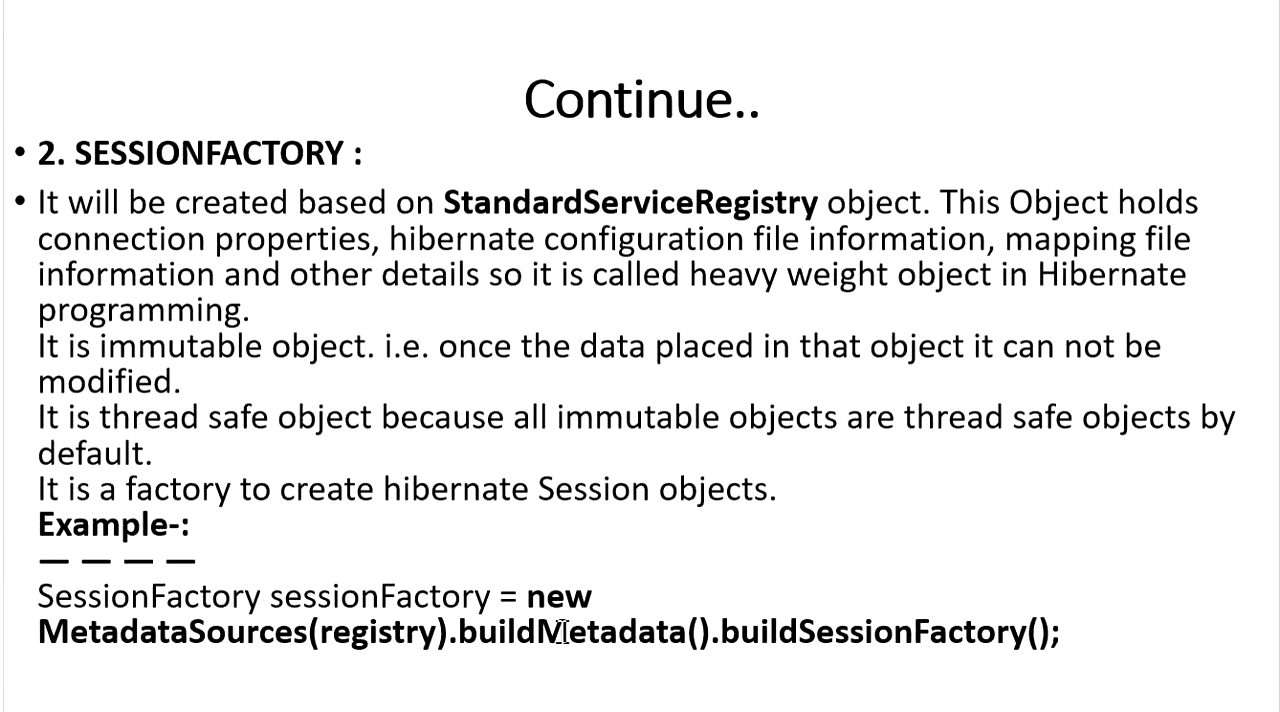 Continue..
• 2. SESSIONFACTORY :
• It will be created based on StandardServiceRegistry object. This Object holds
connection properties, hibernate configuration file information, mapping file
information and other details so it is called heavy weight object in Hibernate
programming.
It is immutable object. i.e. once the data placed in that object it can not be
modified.
It is thread safe object because all immutable objects are thread safe objects by
default.
It is a factory to create hibernate Session objects.
Example-:
— — — —
SessionFactory sessionFactory = new
MetadataSources(registry).buildMetadata().buildSessionFactory();